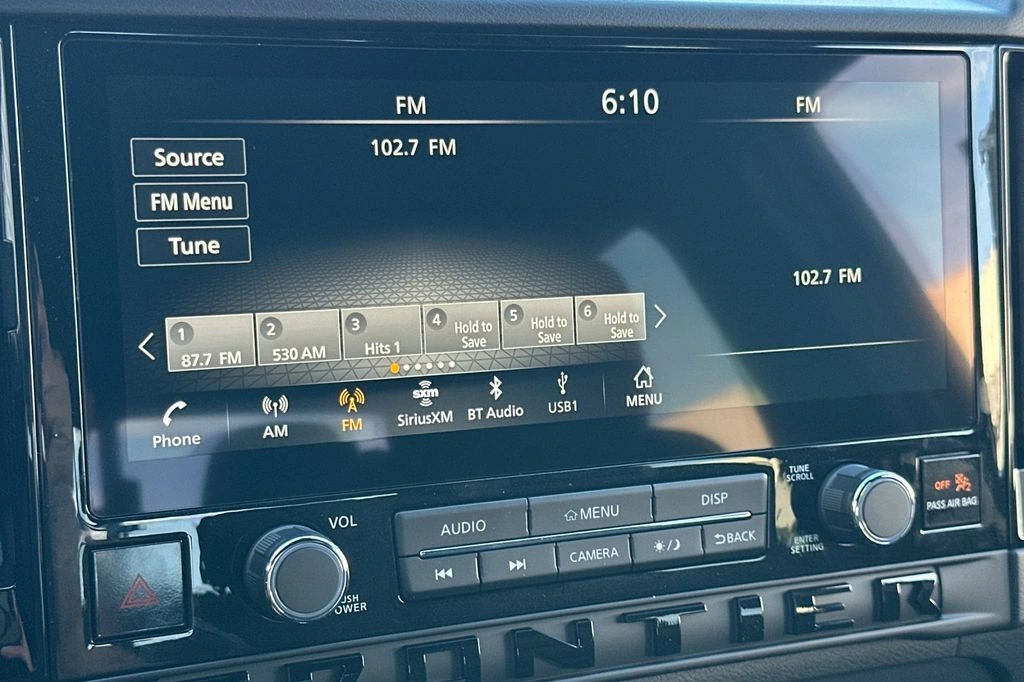 FM 6:10 FM
102.7 FM
Source
FM Menu
Tune
102.7 FM
1 87.7 FM
2 530 AM
3 Hits 1
4 Hold to Save
5 Hold to Save
6 Hold to Save
Phone
AM
FM
sxm
SiriusXM
BT Audio
USB1
MENU
VOL
AUDIO
MENU
DISP
CAMERA
BACK
TUNE
SCROLL
ENTER
SETTING
OFF 2
PASS AIR BAG
RONTIER